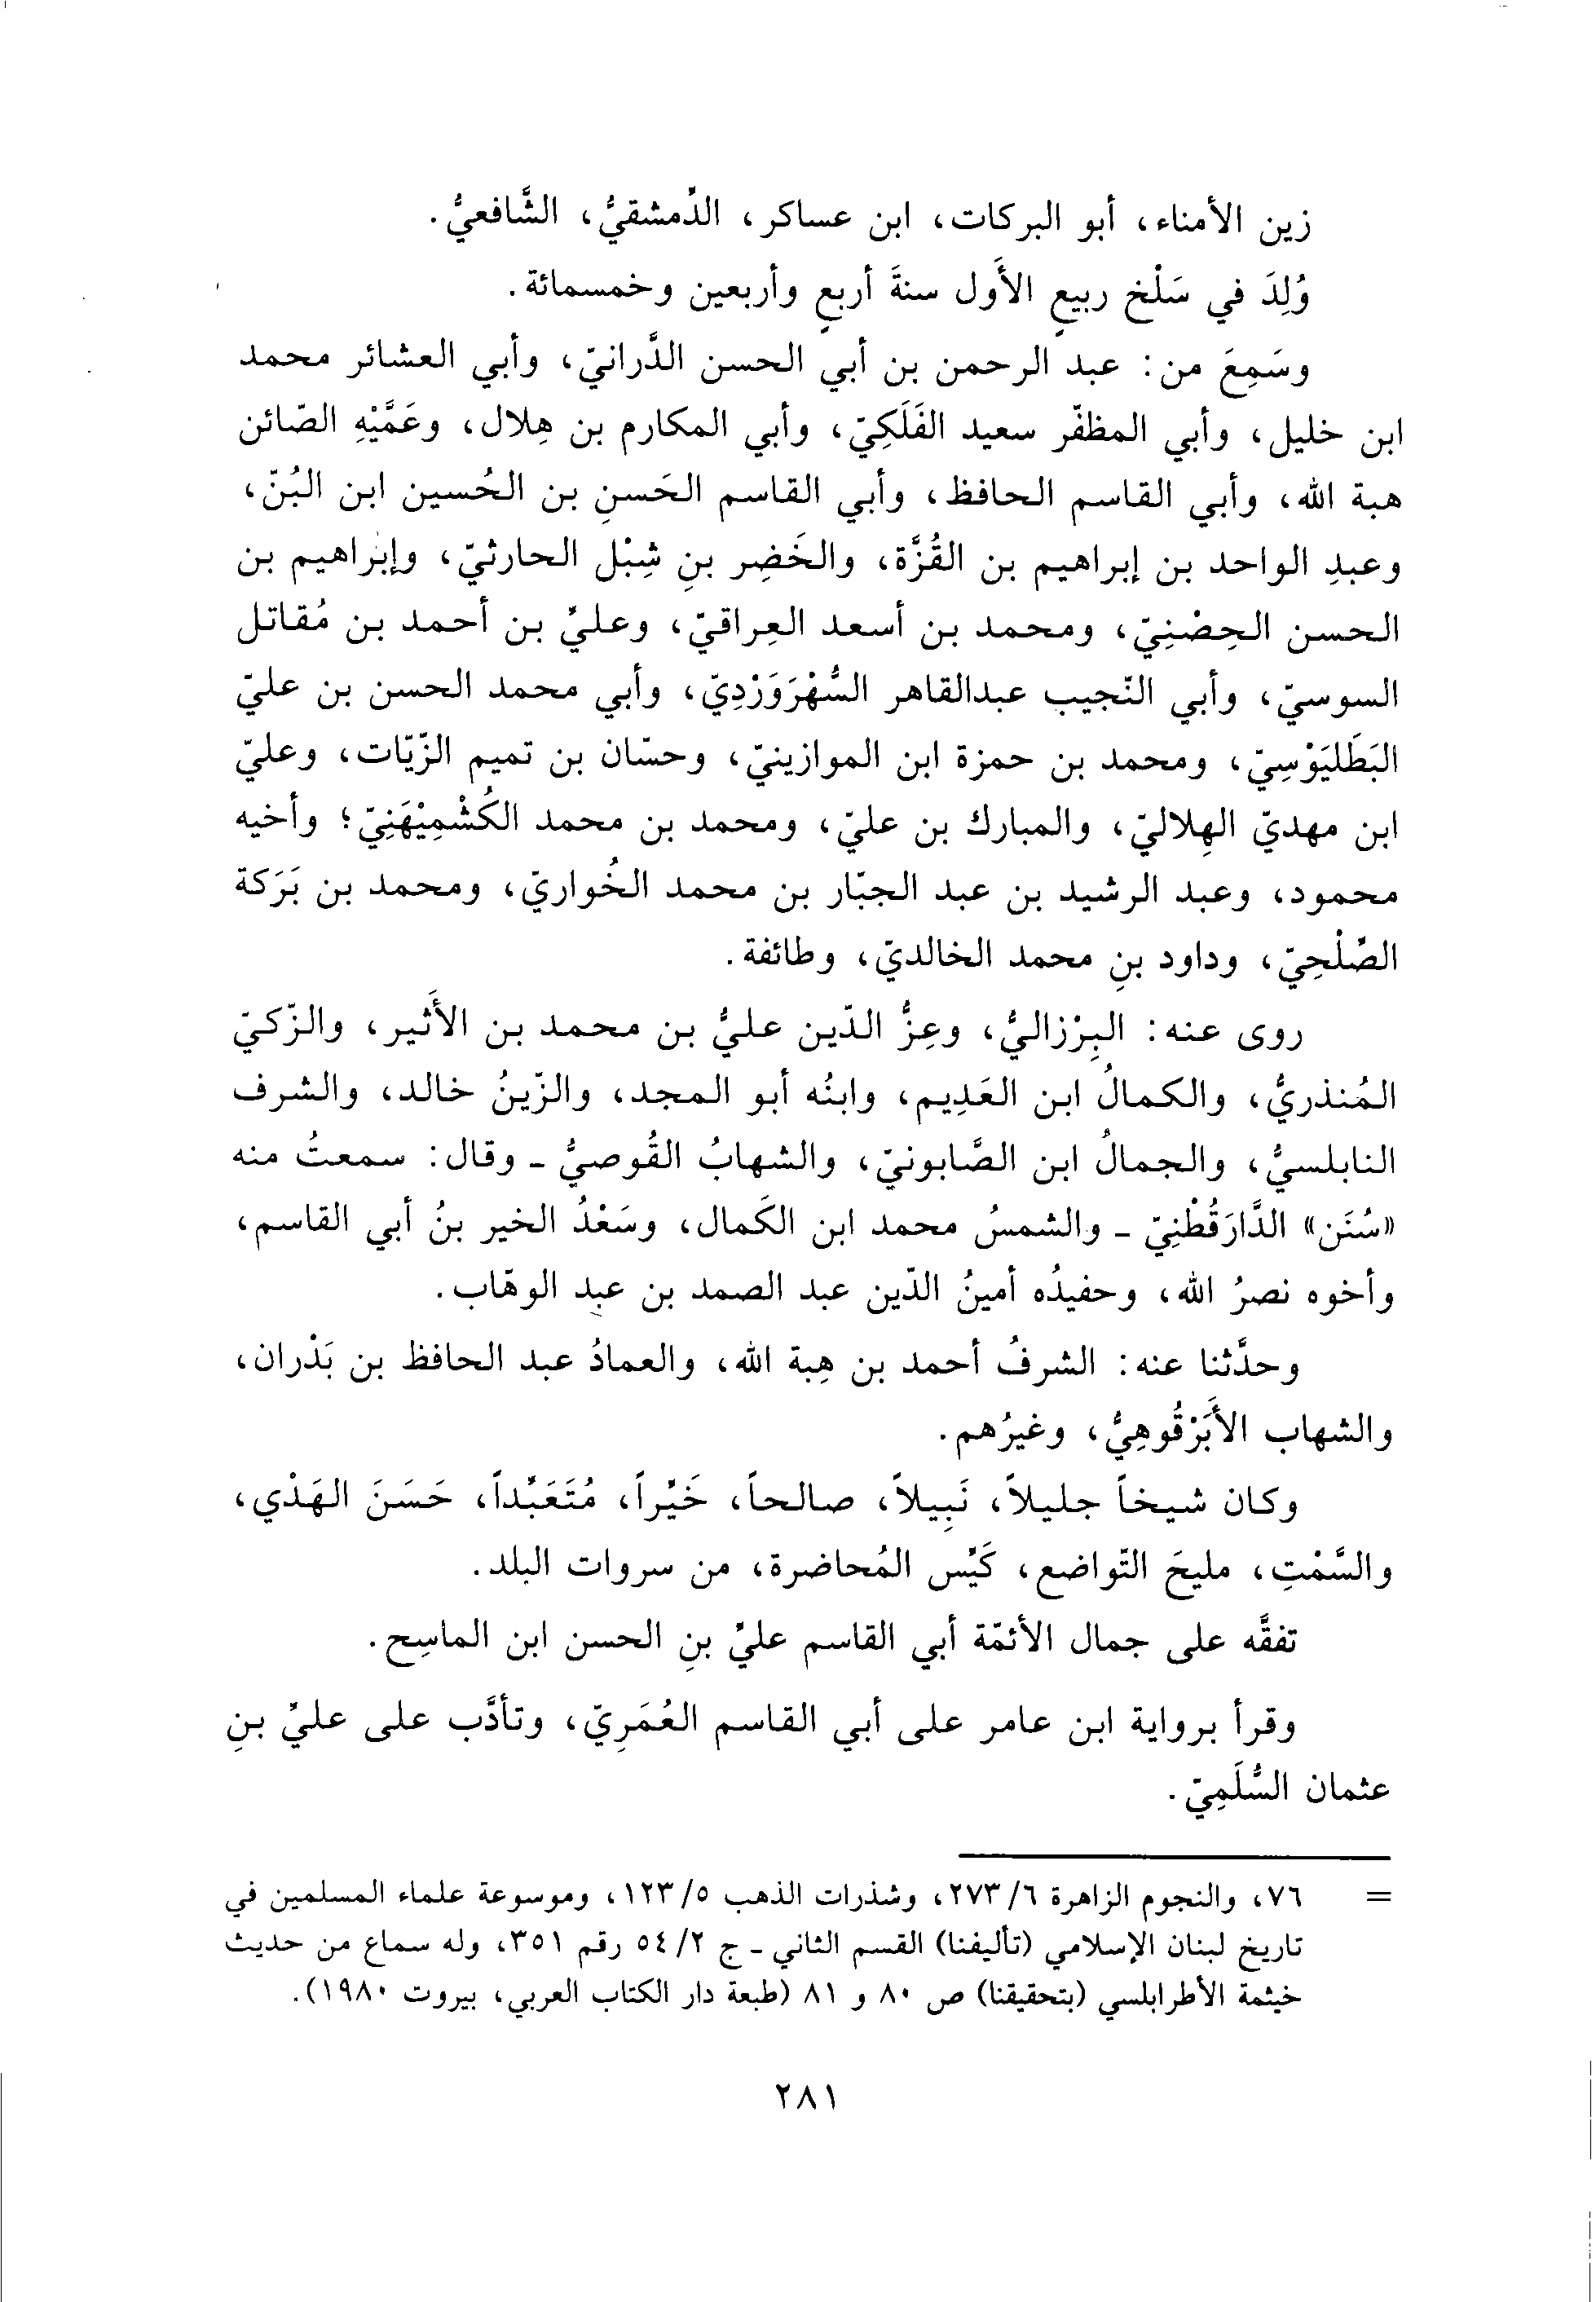 زين الأمناء، أبو البركات، ابن عساكر، الدِّمشقيُّ، الشَّافعيُّ.
وُلِدَ في سَلْخ ربيعٍ الأَول سنةَ أربعٍ وأربعين وخمسمائة.
وسَمِعَ من: عبد الرحمن بن أبي الحسن الدَّرانيّ، وأبي العشائر محمد
ابن خليل، وأبي المظفّر سعيد الفَلَكِيّ، وأبي المكارم بن هِلال، وعَمَّيْهِ الصّائن
هبة الله، وأبي القاسم الحافظ، وأبي القاسم الحَسنِ بن الحُسين ابن البُنّ،
وعبدِ الواحد بن إبراهيم بن القُزَّة، والخَضِر بنِ شِبْل الحارثيّ، وإبراهيم بن
الحسن الحِصْنِيّ، ومحمد بن أسعد العِراقيّ، وعليِّ بن أحمد بن مُقاتل
السوسيّ، وأبي النّجيب عبدالقاهر السُّهْرَوَرْدِيّ، وأبي محمد الحسن بن عليّ
البَطَلْيَوْسِيّ، ومحمد بن حمزة ابن الموازينيّ، وحسّان بن تميم الزّيّات، وعليّ
ابن مهديّ الهِلاليّ، والمبارك بن عليّ، ومحمد بن محمد الكُشْمِيْهَنِيّ؛ وأخيه
محمود، وعبد الرشيد بن عبد الجبّار بن محمد الخُواريّ، ومحمد بن بَرَكة
الصِّلْحِيّ، وداود بنِ محمد الخالديّ، وطائفة.
روى عنه: البِرْزاليُّ، وعِزُّ الدّين عليُّ بن محمد بن الأَثير، والزّكيّ
المُنذريُّ، والكمالُ ابن العَدِيم، وابنُه أبو المجد، والزّينُ خالد، والشرف
النابلسيُّ، والجمالُ ابن الصَّابونيّ، والشهابُ القُوصيُّ ـ وقال: سمعتُ منه
«سُنَن» الدَّارَقُطْنِيّ ـ والشمسُ محمد ابن الكَمال، وسَعْدُ الخير بنُ أبي القاسم،
وأخوه نصرُ الله، وحفيدُه أمينُ الدّين عبد الصمد بن عبد الوهّاب.
وحدَّثنا عنه: الشرفُ أحمد بن هِبة الله، والعمادُ عبد الحافظ بن بَدْران،
والشهاب الأَبَرْقُوهِيُّ، وغيرُهم.
وكان شيخاً جليلاً، نَبِيلاً، صالحاً، خَيِّراً، مُتَعَبِّداً، حَسَنَ الهَدْي،
والسَّمْتِ، مليحَ التّواضع، كَيِّس المُحاضرة، من سروات البلد.
تفقَّه على جمال الأئمّة أبي القاسم عليِّ بنِ الحسن ابن الماسِح.
وقرأ برواية ابن عامر على أبي القاسم العُمَرِيّ، وتأدَّب على عليِّ بنِ
عثمان السُّلَمِيّ.
= ٧٦، والنجوم الزاهرة ٦/ ٢٧٣، وشذرات الذهب ٥/ ١٢٣، وموسوعة علماء المسلمين في
تاريخ لبنان الإسلامي (تأليفنا) القسم الثاني ـ ج ٢/ ٥٤ رقم ٣٥١، وله سماع من حديث
خيثمة الأطرابلسي (بتحقيقنا) ص ٨٠ و ٨١ (طبعة دار الكتاب العربي، بيروت ١٩٨٠).
٢٨١